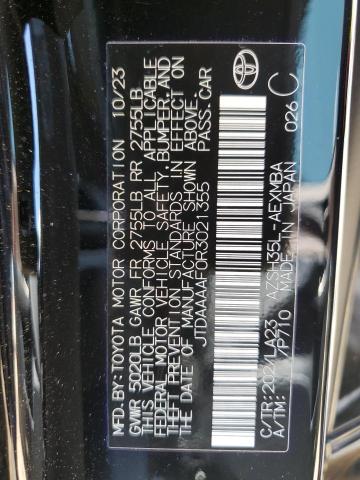 MFD.BY:TOYOTA MOTOR CORPORATION 10/23
GVWR 5020LB GAWR FR 2755LB RR 2755LB
THIS VEHICLE CONFORMS TO ALL APPLICABLE
FEDERAL MOTOR VEHICLE SAFETY, BUMPER, AND
THEFT PREVENTION STANDARDS IN EFFECT ON
THE DATE OF MANUFACTURE SHOWN ABOVE.
JTDAAAAF0R3021355 PASS.CAR
TOYOTA
C/TR:202/LA23 AZSH35L-AEXMBA
A/TM: /P710 MADE IN JAPAN
026 C